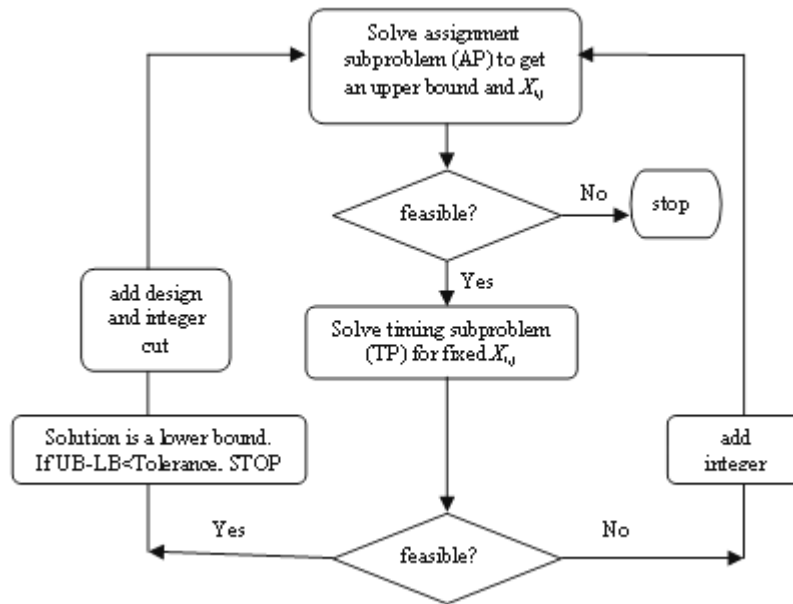 Solve assignment
subproblem (AP) to get
an upper bound and X_{i,j}
feasible?
No
stop
Yes
add design
and integer
cut
Solve timing subproblem
(TP) for fixed X_{i,j}
Solution is a lower bound.
If UB-LB<Tolerance. STOP
add
integer
Yes
feasible?
No